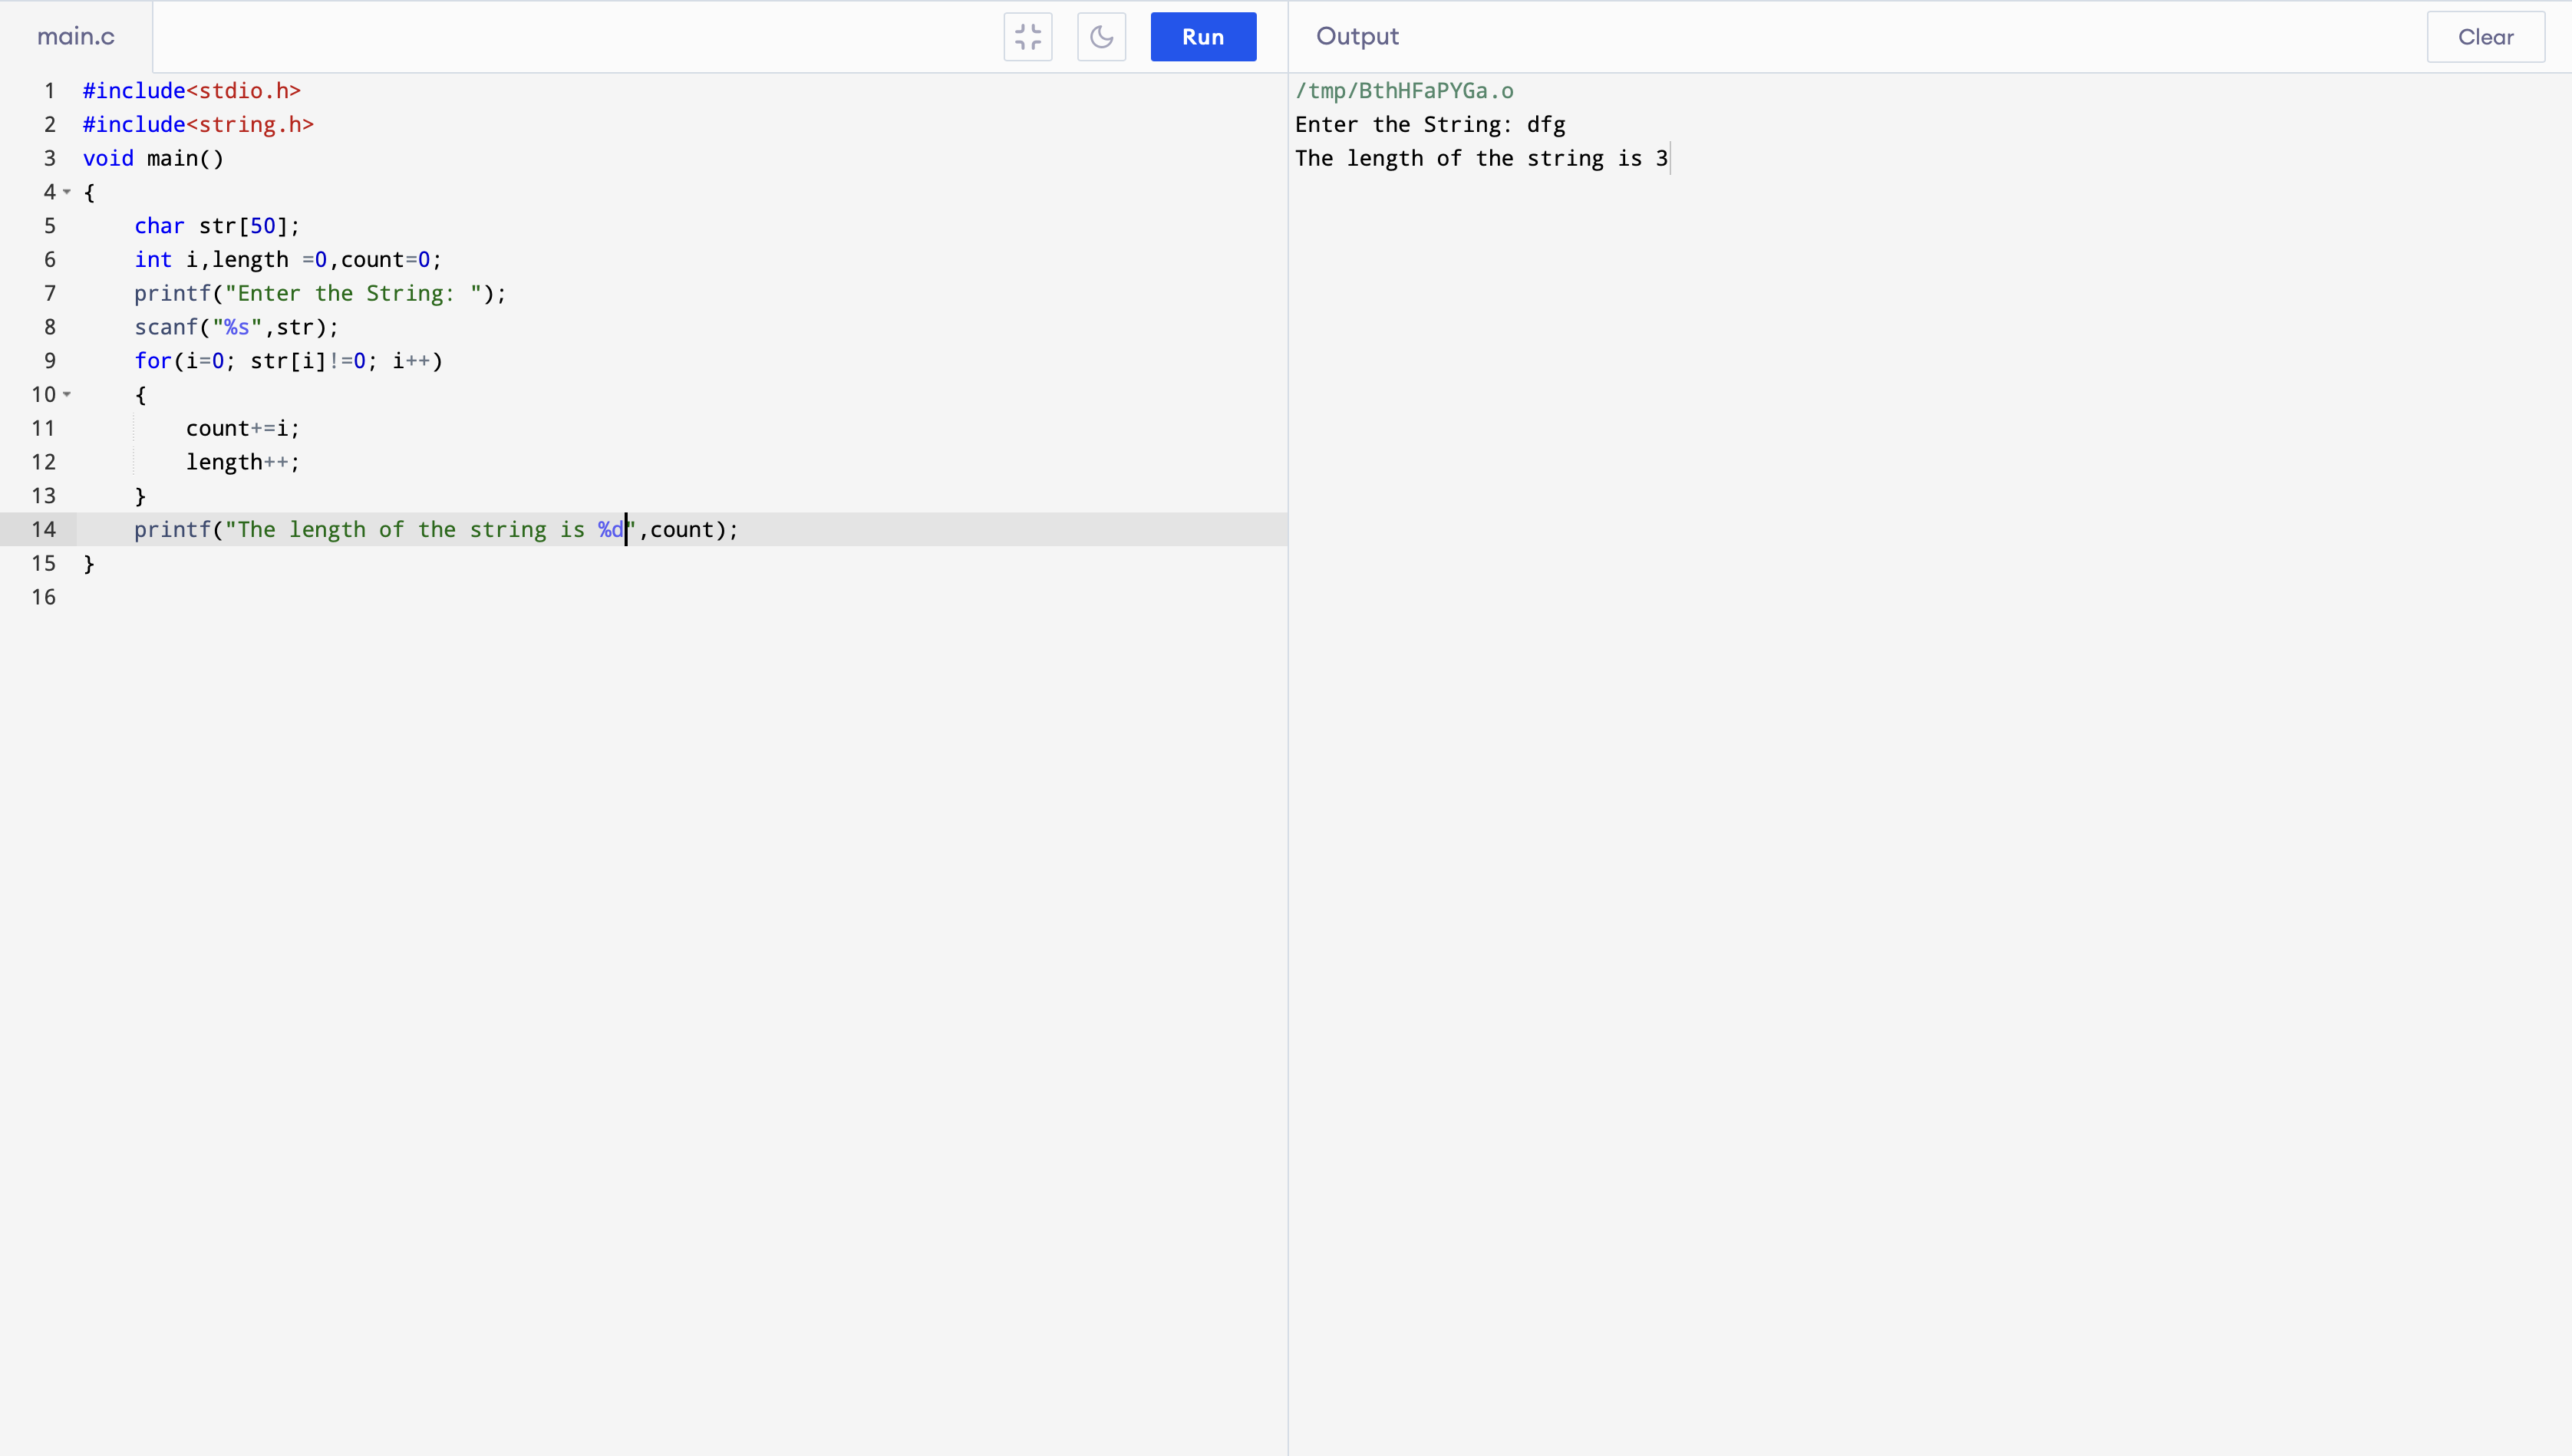 main.c
Run
Output
Clear
1 #include<stdio.h>
2 #include<string.h>
3 void main()
4 {
5     char str[50];
6     int i,length =0,count=0;
7     printf("Enter the String: ");
8     scanf("%s",str);
9     for(i=0; str[i]!=0; i++)
10     {
11         count+=i;
12         length++;
13     }
14     printf("The length of the string is %d",count);
15 }
16
/tmp/BthHFaPYGa.o
Enter the String: dfg
The length of the string is 3